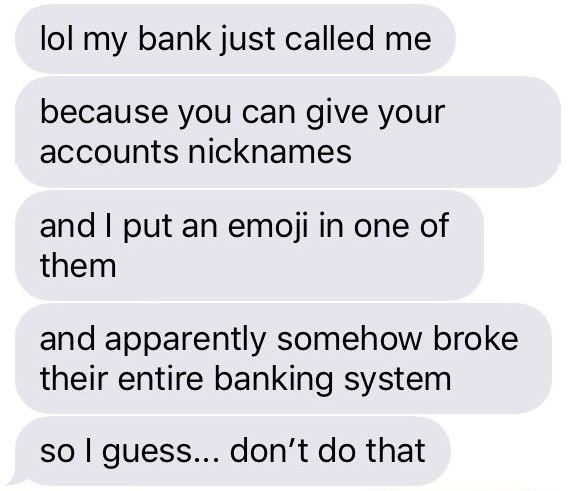 lol my bank just called me
because you can give your
accounts nicknames
and I put an emoji in one of
them
and apparently somehow broke
their entire banking system
so I guess... don’t do that